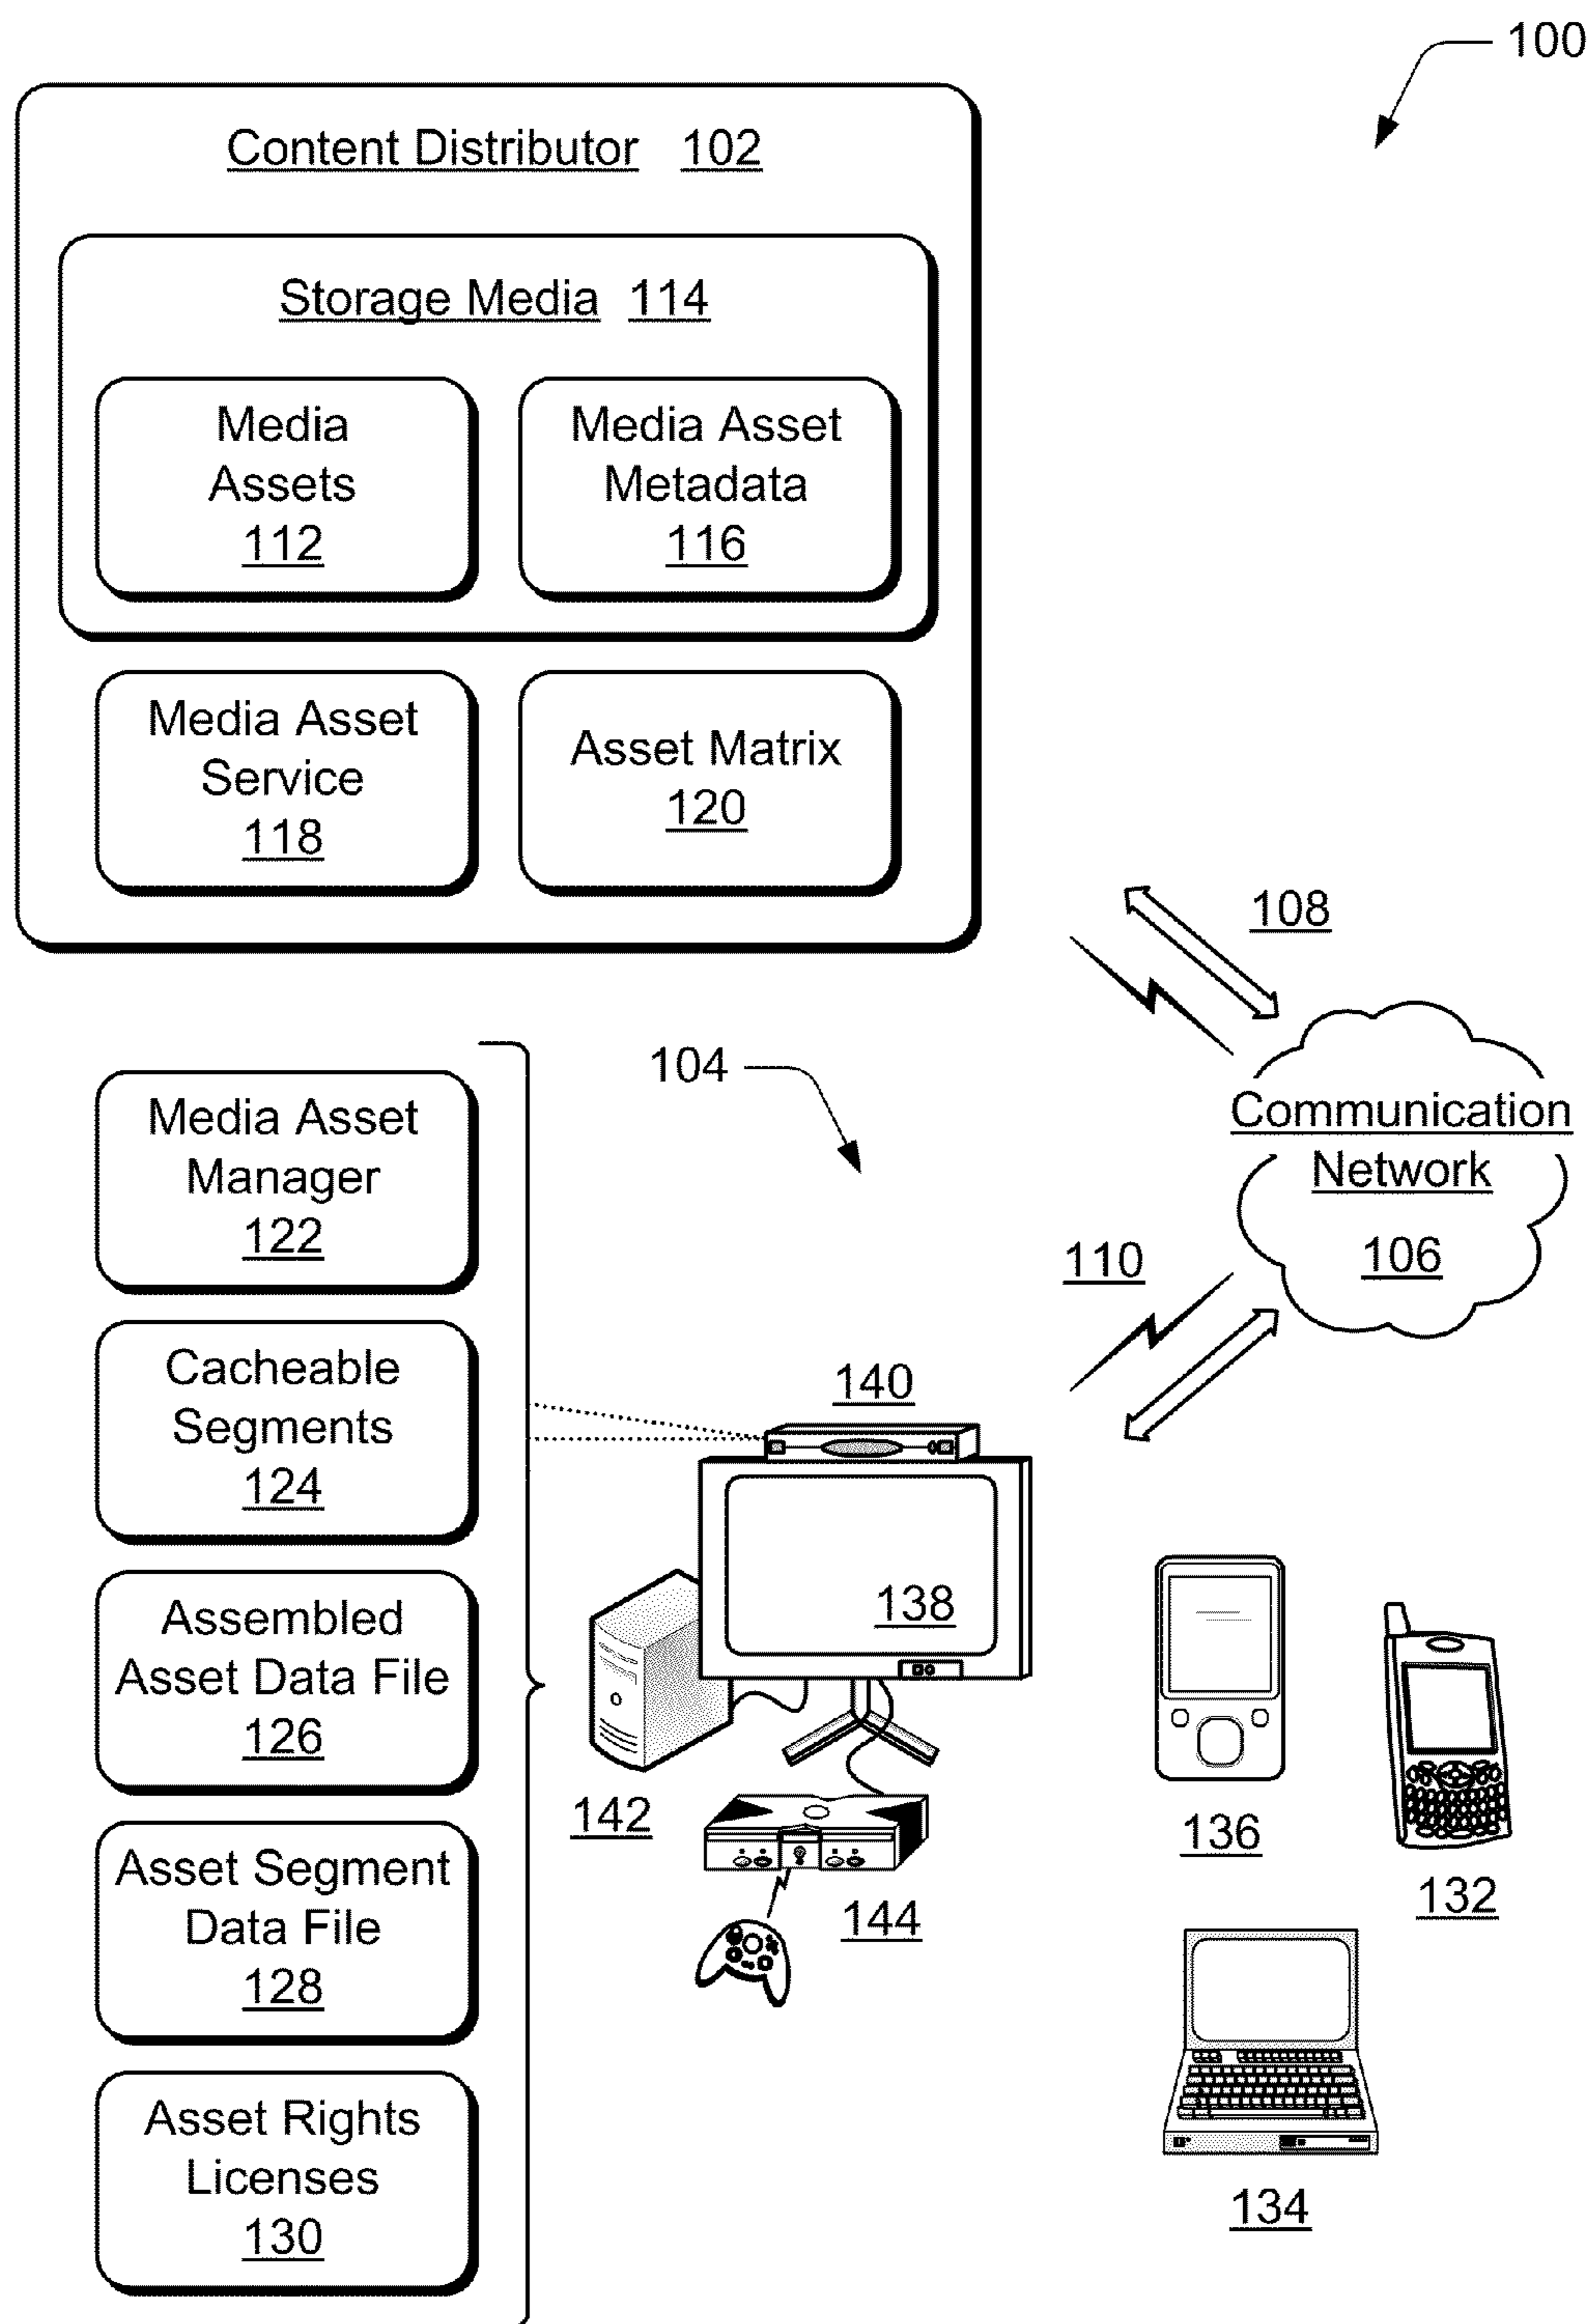 100
Content Distributor 102
Storage Media 114
Media
Assets
112
Media Asset
Metadata
116
Media Asset
Service
118
Asset Matrix
120
108
104
Communication
Network
106
110
Media Asset
Manager
122
Cacheable
Segments
124
Assembled
Asset Data File
126
Asset Segment
Data File
128
Asset Rights
Licenses
130
140
138
142
144
136
132
134